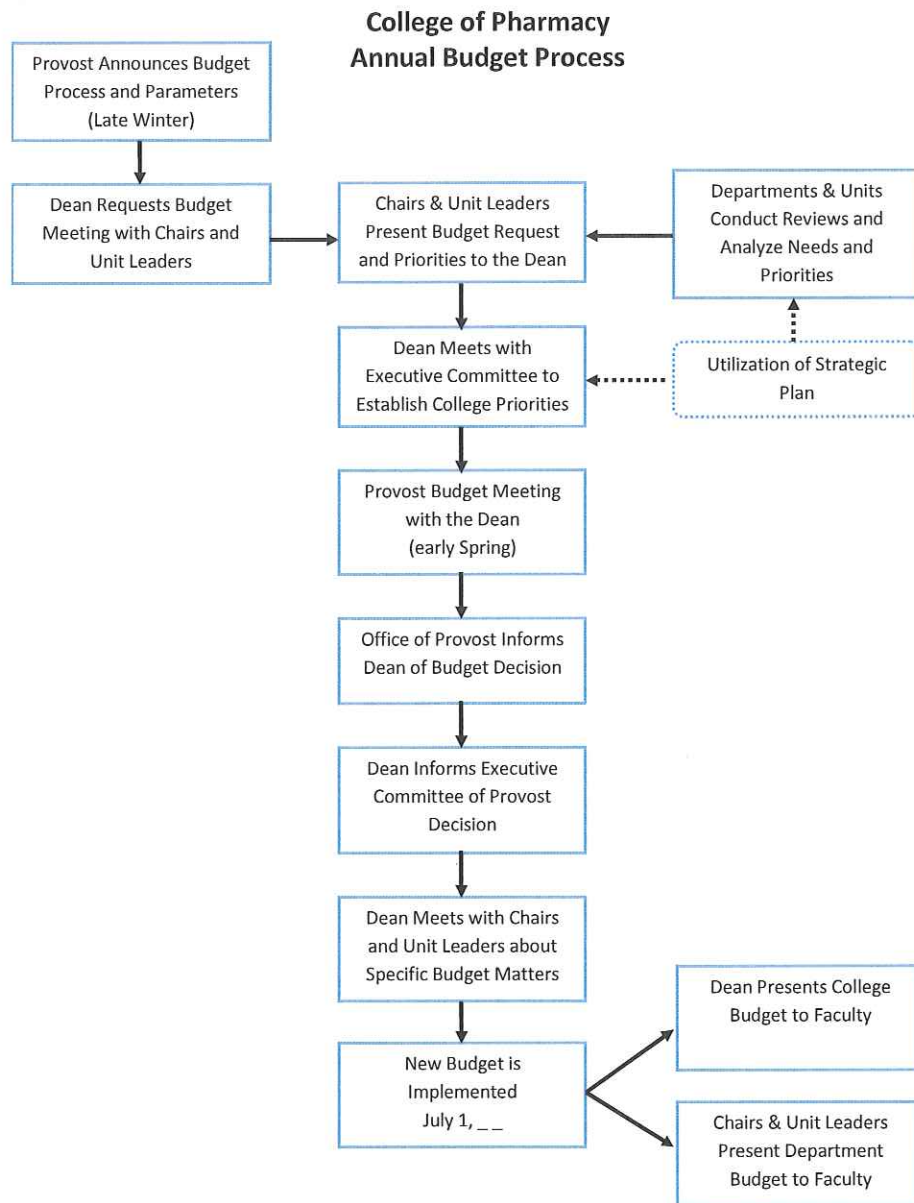 College of Pharmacy
Annual Budget Process
Provost Announces Budget
Process and Parameters
(Late Winter)
Dean Requests Budget
Meeting with Chairs and
Unit Leaders
Chairs & Unit Leaders
Present Budget Request
and Priorities to the Dean
Departments & Units
Conduct Reviews and
Analyze Needs and
Priorities
Dean Meets with
Executive Committee to
Establish College Priorities
Utilization of Strategic
Plan
Provost Budget Meeting
with the Dean
(early Spring)
Office of Provost Informs
Dean of Budget Decision
Dean Informs Executive
Committee of Provost
Decision
Dean Meets with Chairs
and Unit Leaders about
Specific Budget Matters
New Budget is
Implemented
July 1, _ _
Dean Presents College
Budget to Faculty
Chairs & Unit Leaders
Present Department
Budget to Faculty